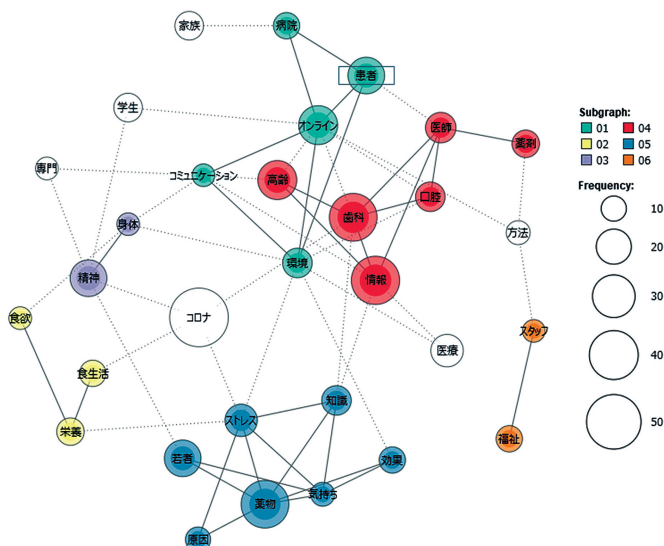 家族
病院
患者
学生
オンライン
医師
薬剤
専門
コミュニケーション
高齢
口腔
歯科
身体
方法
環境
精神
情報
食欲
コロナ
スタッフ
医療
食生活
知識
ストレス
栄養
福祉
若者
効果
気持ち
薬物
原因
Subgraph:
01 04
02 05
03 06
Frequency:
10
20
30
40
50